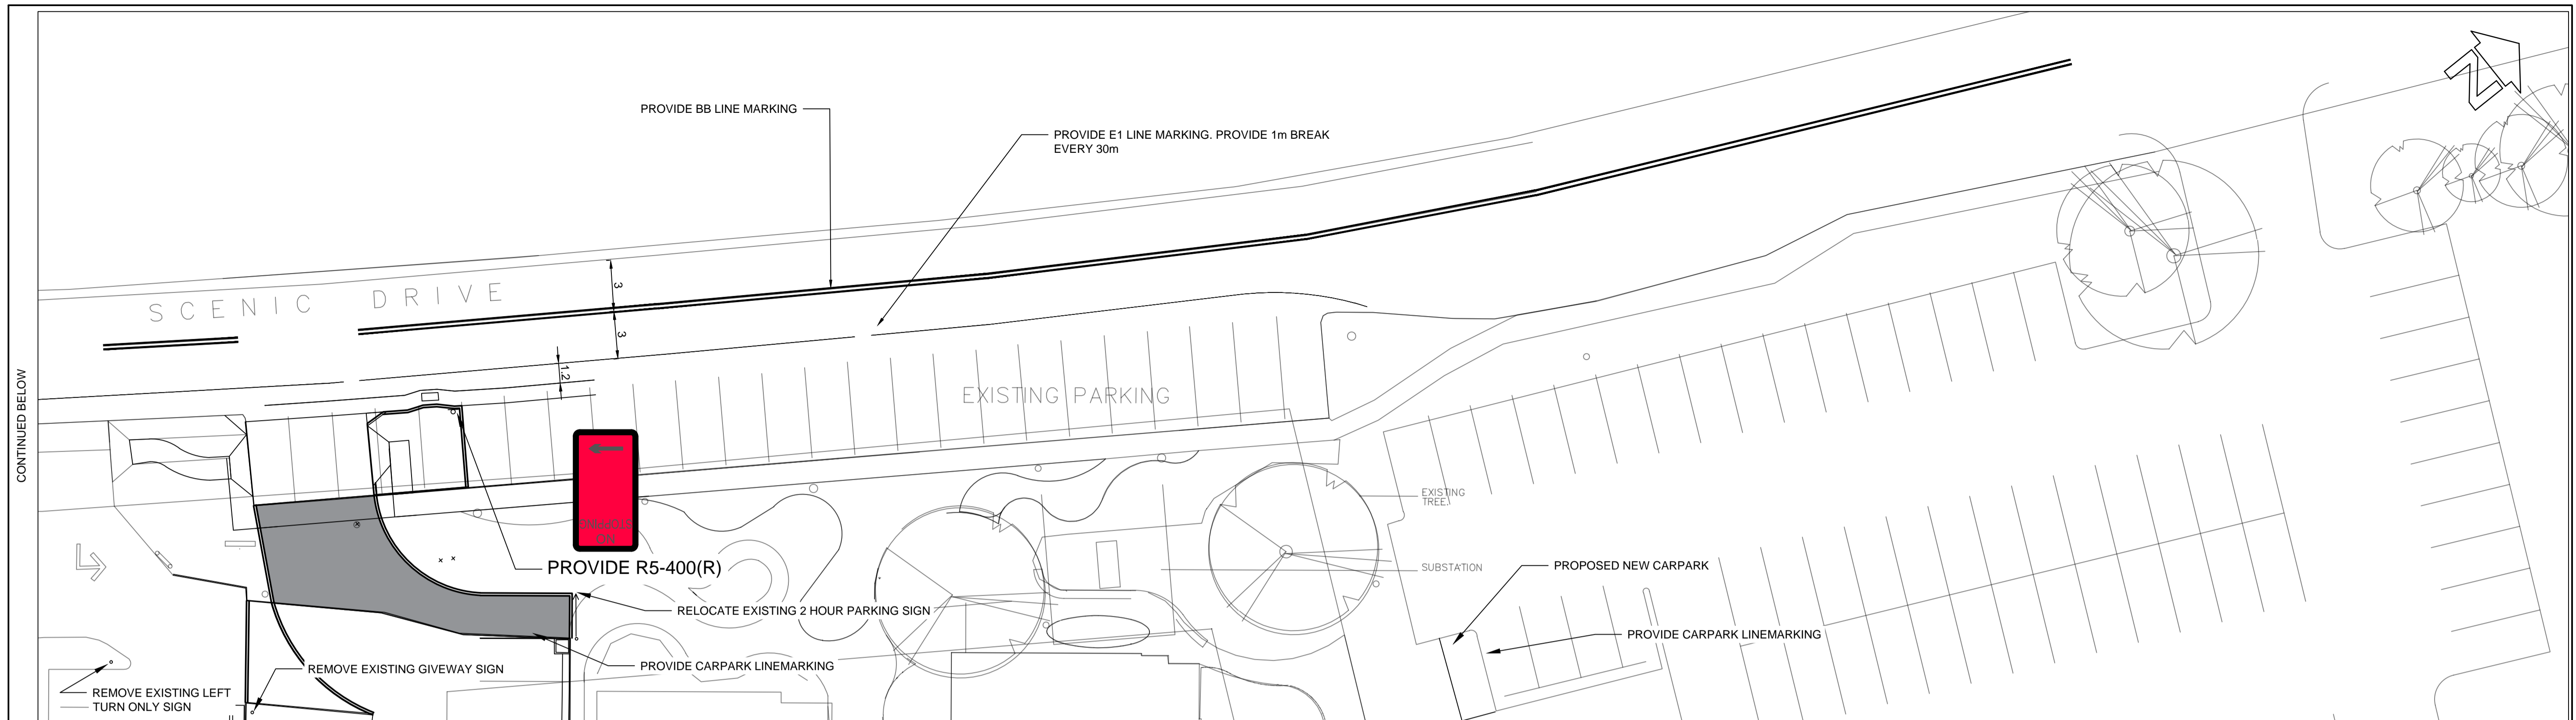 PROVIDE BB LINE MARKING
PROVIDE E1 LINE MARKING. PROVIDE 1m BREAK
EVERY 30m
N
SCENIC DRIVE
3
3
1.2
CONTINUED BELOW
EXISTING PARKING
STOPPING
NO
EXISTING
TREE.
PROVIDE R5-400(R)
SUBSTATION
PROPOSED NEW CARPARK
RELOCATE EXISTING 2 HOUR PARKING SIGN
PROVIDE CARPARK LINEMARKING
PROVIDE CARPARK LINEMARKING
REMOVE EXISTING GIVEWAY SIGN
REMOVE EXISTING LEFT
TURN ONLY SIGN